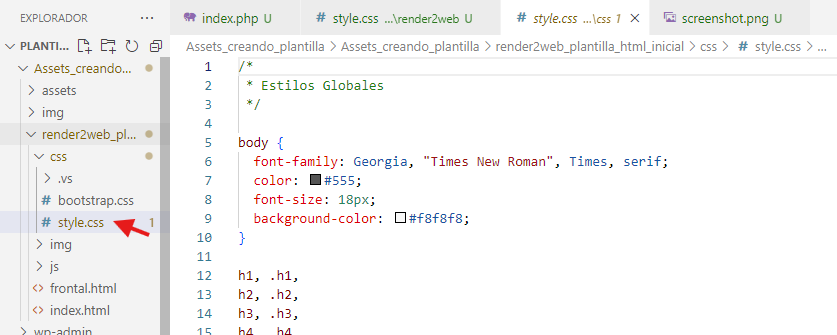 EXPLORADOR
PLANTI...
Assets_creando...
assets
img
render2web_pl...
css
.vs
# bootstrap.css
# style.css 1
img
js
<> frontal.html
<> index.html
wp-admin
index.php U
# style.css ...\render2web U
# style.css ...\css 1
screenshot.png U
Assets_creando_plantilla > Assets_creando_plantilla > render2web_plantilla_html_inicial > css > # style.css > ...
1 /*
2 * Estilos Globales
3 */
4
5 body {
6 font-family: Georgia, "Times New Roman", Times, serif;
7 color: #555;
8 font-size: 18px;
9 background-color: #f8f8f8;
10 }
11
12 h1, .h1,
13 h2, .h2,
14 h3, .h3,
15 h4, .h4,